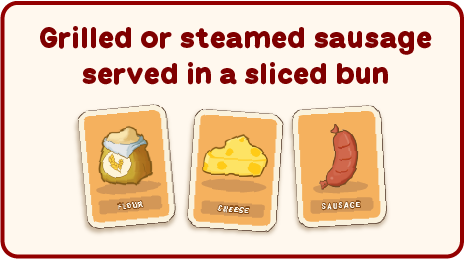 Grilled or steamed sausage
served in a sliced bun
FLOUR
CHEESE
SAUSAGE